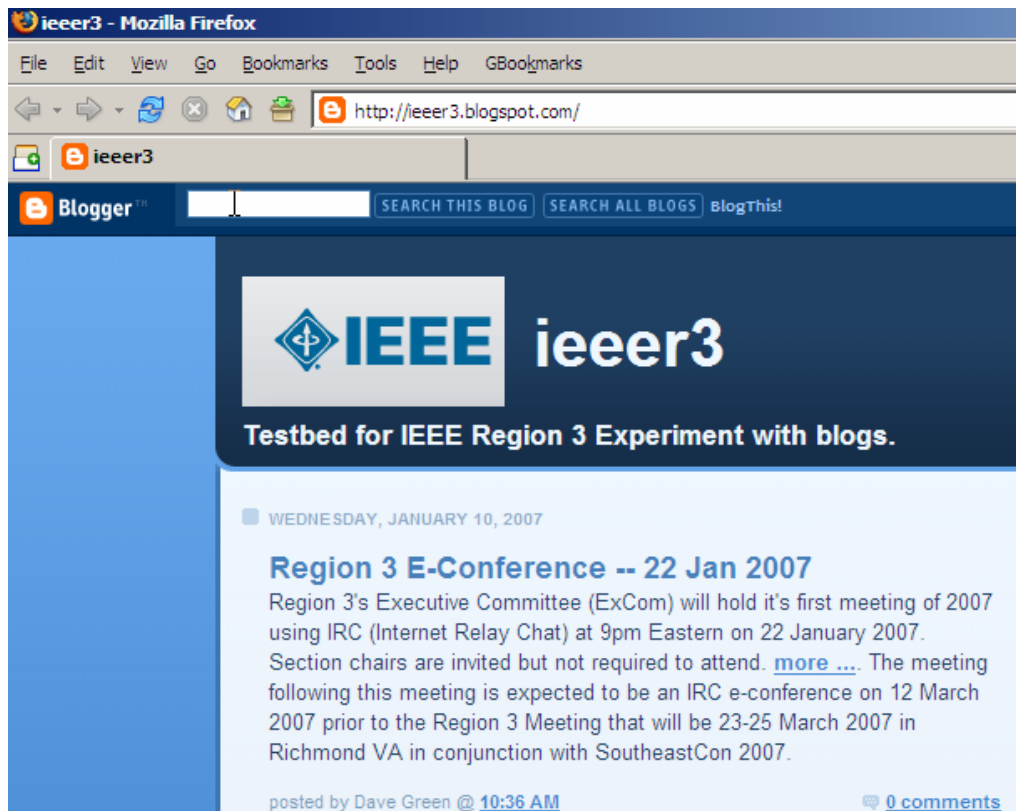 ieeer3 - Mozilla Firefox
File Edit View Go Bookmarks Tools Help GBookmarks
http://ieeer3.blogspot.com/
ieeer3
Blogger™ SEARCH THIS BLOG SEARCH ALL BLOGS BlogThis!
IEEE ieeer3
Testbed for IEEE Region 3 Experiment with blogs.
WEDNESDAY, JANUARY 10, 2007
Region 3 E-Conference -- 22 Jan 2007
Region 3's Executive Committee (ExCom) will hold it's first meeting of 2007
using IRC (Internet Relay Chat) at 9pm Eastern on 22 January 2007.
Section chairs are invited but not required to attend. more .... The meeting
following this meeting is expected to be an IRC e-conference on 12 March
2007 prior to the Region 3 Meeting that will be 23-25 March 2007 in
Richmond VA in conjunction with SoutheastCon 2007.
posted by Dave Green @ 10:36 AM 0 comments